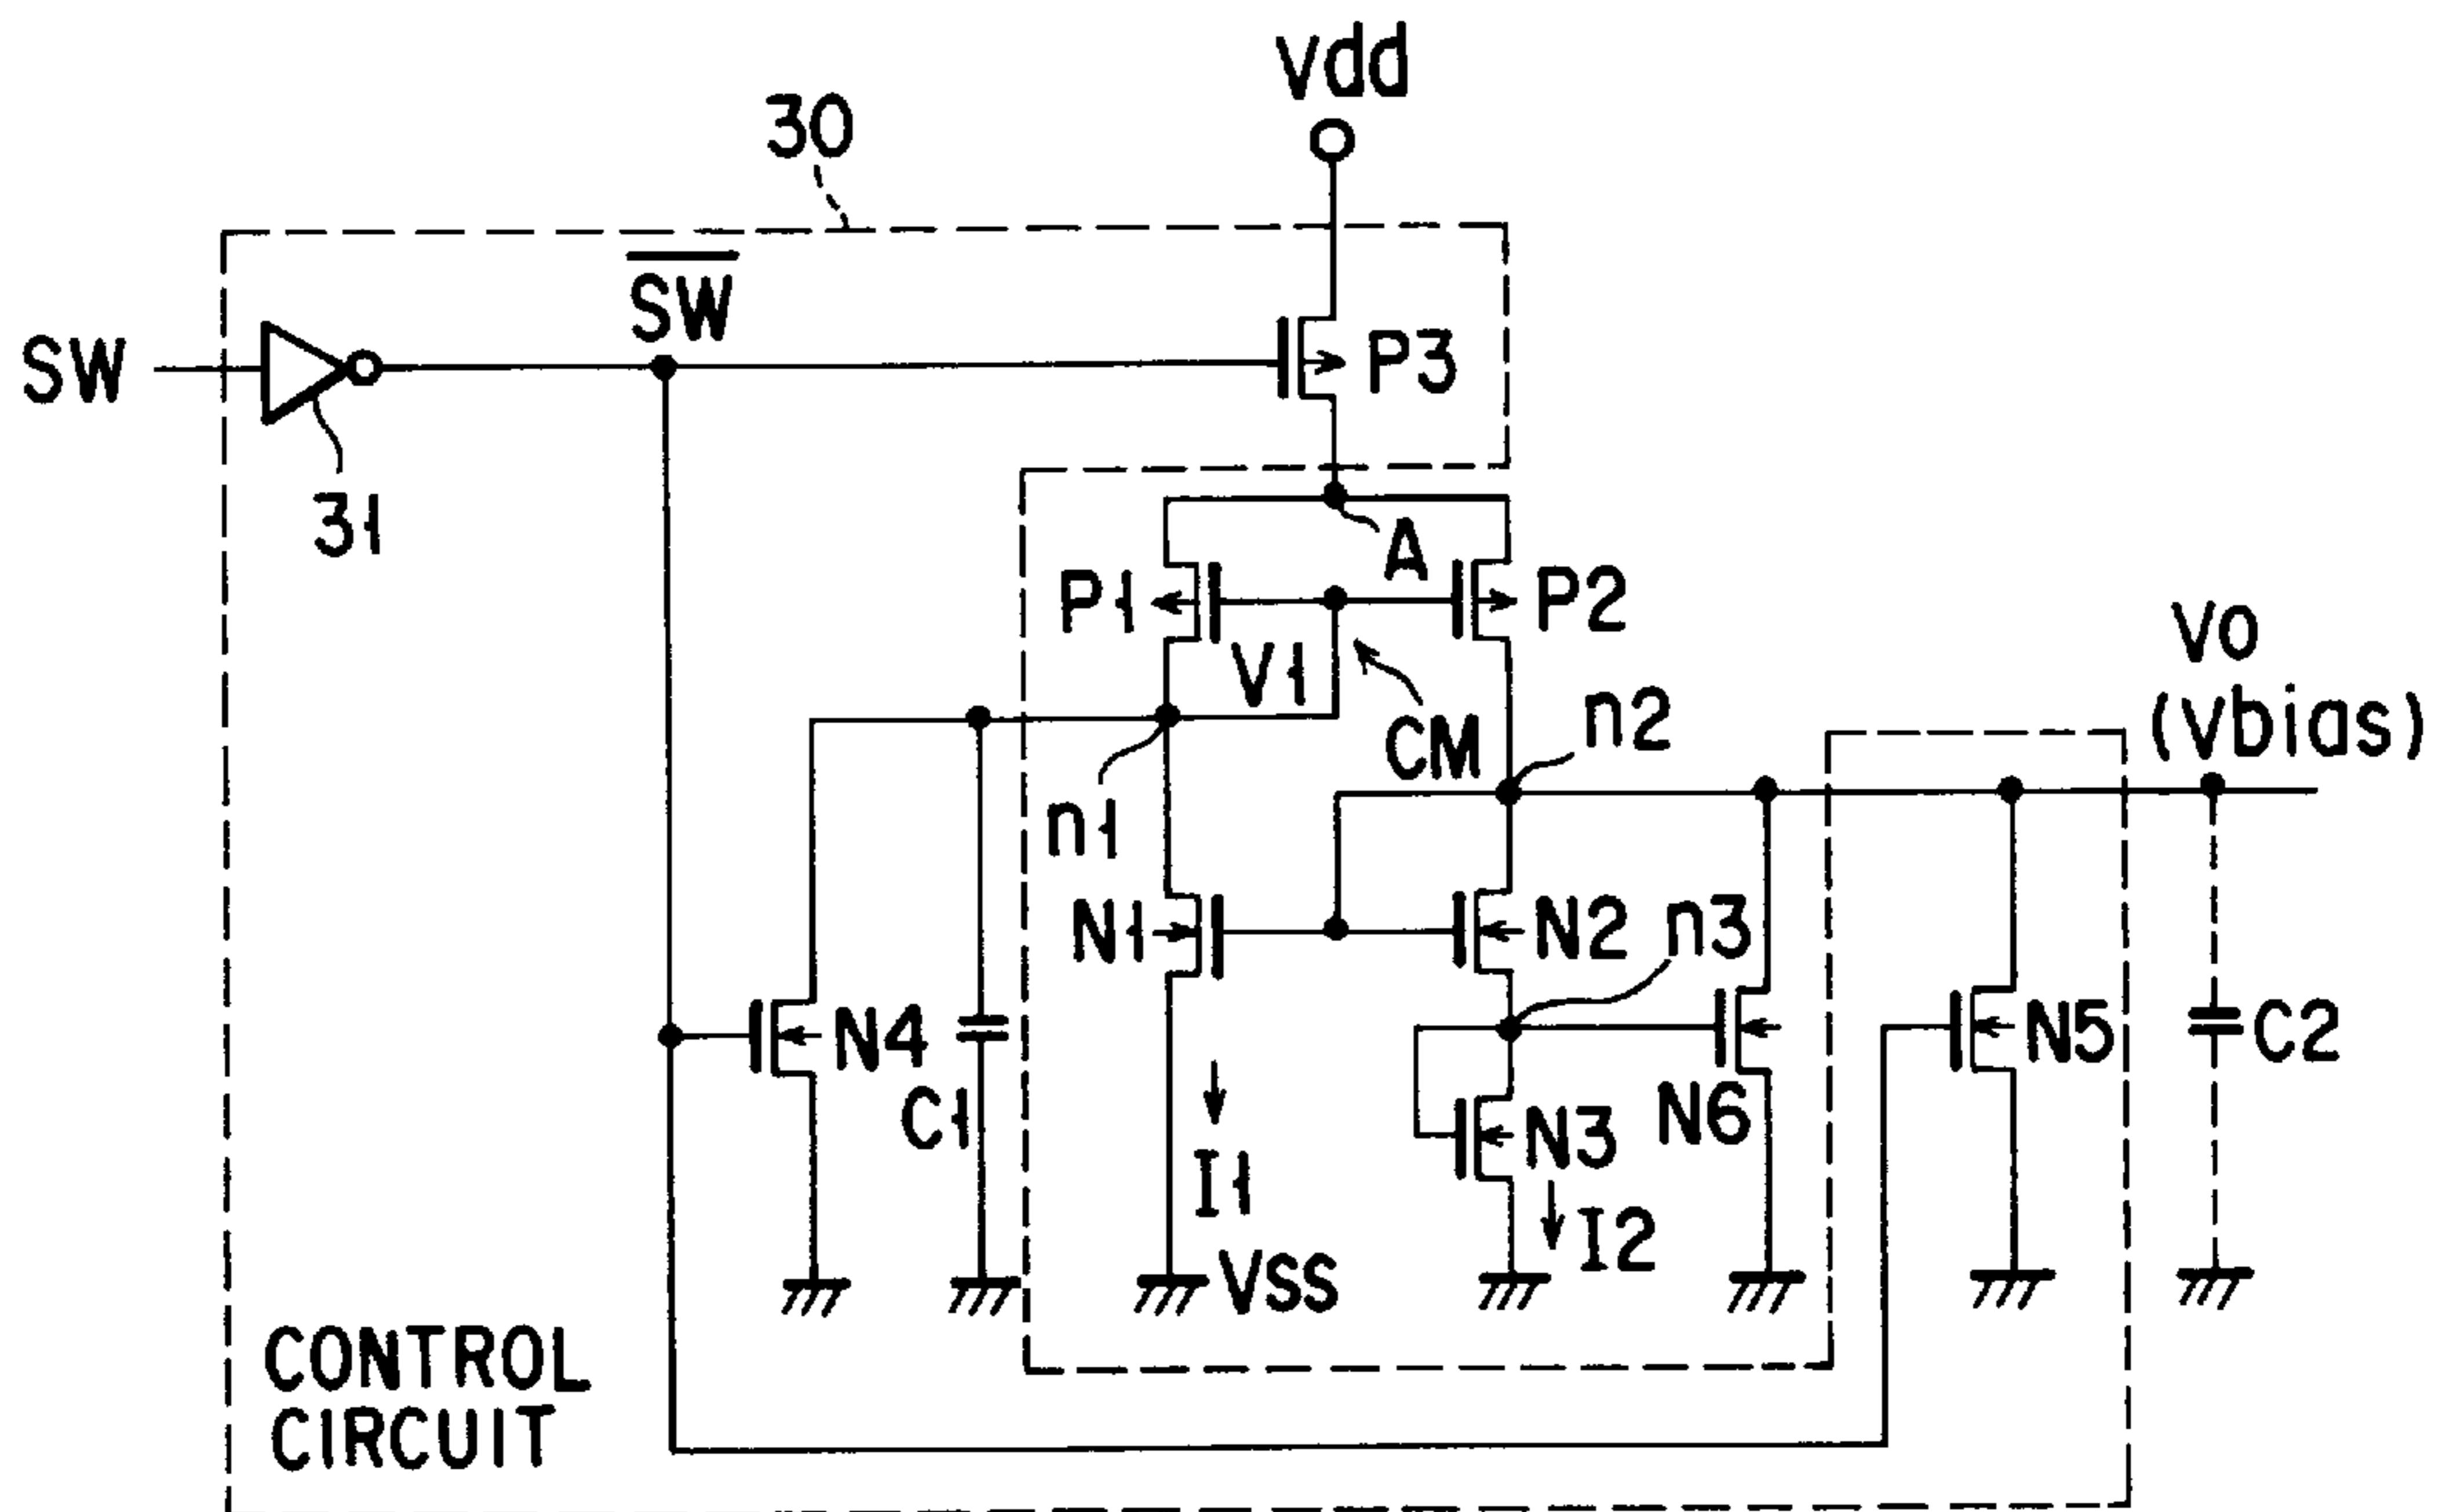 Vdd
30
SW
SW
P3
31
A
P1
P2
V1
CM
n2
VO
(Vbias)
n1
N1
N2
n3
N4
C1
N6
N5
C2
N3
I1
I2
VSS
CONTROL
CIRCUIT